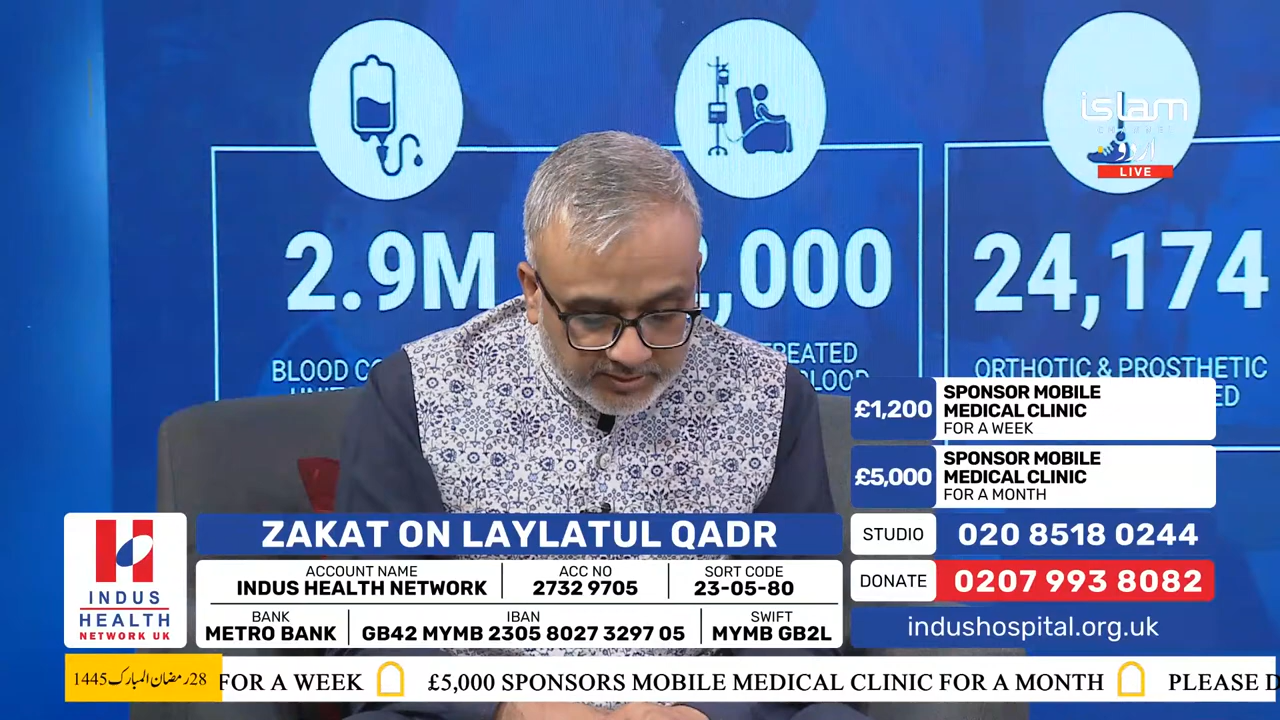 islam
CHANNEL
اردو
LIVE
2.9M
,000
24,174
BLOOD
TREATED
BLOOD
ORTHOTIC & PROSTHETIC
£1,200
SPONSOR MOBILE
MEDICAL CLINIC
FOR A WEEK
£5,000
SPONSOR MOBILE
MEDICAL CLINIC
FOR A MONTH
INDUS
HEALTH
NETWORK UK
ZAKAT ON LAYLATUL QADR
ACCOUNT NAME
INDUS HEALTH NETWORK
ACC NO
2732 9705
SORT CODE
23-05-80
BANK
METRO BANK
IBAN
GB42 MYMB 2305 8027 3297 05
SWIFT
MYMB GB2L
STUDIO
020 8518 0244
DONATE
0207 993 8082
indushospital.org.uk
28رمضان المبارک 1445
FOR A WEEK £5,000 SPONSORS MOBILE MEDICAL CLINIC FOR A MONTH PLEASE